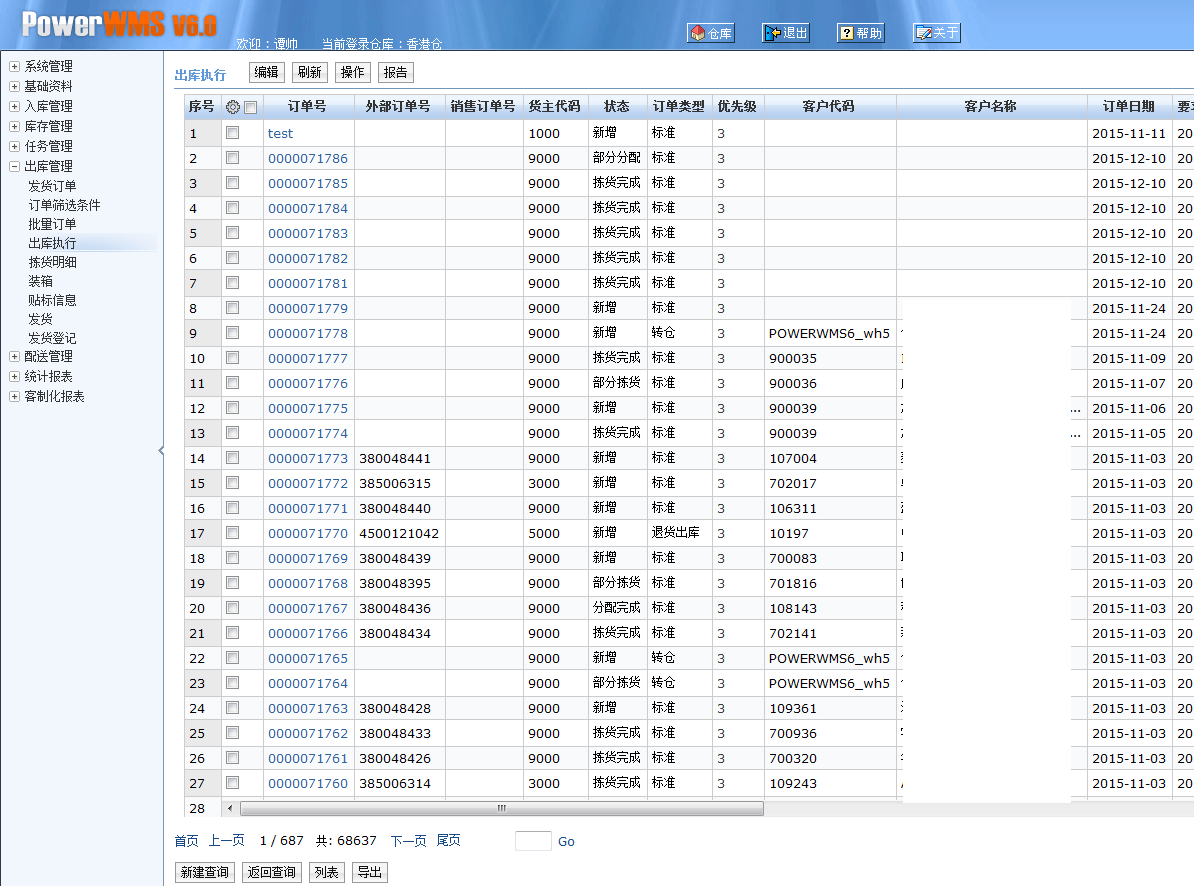 PowerWMS V6.0
欢迎：谭帅 当前登录仓库：香港仓 仓库 退出 帮助 关于
系统管理
基础资料
入库管理
库存管理
任务管理
出库管理
发货订单
订单筛选条件
批量订单
出库执行
拣货明细
装箱
贴标信息
发货
发货登记
配送管理
统计报表
客制化报表
出库执行 编辑 刷新 操作 报告
序号 订单号 外部订单号 销售订单号 货主代码 状态 订单类型 优先级 客户代码 客户名称 订单日期
1 test 1000 新增 标准 3 2015-11-11 20
2 0000071786 9000 部分分配 标准 3 2015-12-10 20
3 0000071785 9000 拣货完成 标准 3 2015-12-10 20
4 0000071784 9000 拣货完成 标准 3 2015-12-10 20
5 0000071783 9000 拣货完成 标准 3 2015-12-10 20
6 0000071782 9000 拣货完成 标准 3 2015-12-10 20
7 0000071781 9000 拣货完成 标准 3 2015-12-10 20
8 0000071779 9000 新增 标准 3 2015-11-24 20
9 0000071778 9000 新增 转仓 3 POWERWMS6_wh5 2015-11-24 20
10 0000071777 9000 拣货完成 标准 3 900035 2015-11-09 20
11 0000071776 9000 部分拣货 标准 3 900036 2015-11-07 20
12 0000071775 9000 新增 标准 3 900039 ... 2015-11-06 20
13 0000071774 9000 拣货完成 标准 3 900039 ... 2015-11-05 20
14 0000071773 380048441 9000 新增 标准 3 107004 2015-11-03 20
15 0000071772 385006315 3000 新增 标准 3 702017 2015-11-03 20
16 0000071771 380048440 9000 新增 标准 3 106311 2015-11-03 20
17 0000071770 4500121042 5000 新增 退货出库 3 10197 2015-11-03 20
18 0000071769 380048439 9000 新增 标准 3 700083 2015-11-03 20
19 0000071768 380048395 9000 部分拣货 标准 3 701816 2015-11-03 20
20 0000071767 380048436 9000 分配完成 标准 3 108143 2015-11-03 20
21 0000071766 380048434 9000 拣货完成 标准 3 702141 2015-11-03 20
22 0000071765 9000 新增 转仓 3 POWERWMS6_wh5 2015-11-03 20
23 0000071764 9000 部分拣货 转仓 3 POWERWMS6_wh5 2015-11-03 20
24 0000071763 380048428 9000 新增 标准 3 109361 2015-11-03 20
25 0000071762 380048433 9000 拣货完成 标准 3 700936 2015-11-03 20
26 0000071761 380048426 9000 拣货完成 标准 3 700320 2015-11-03 20
27 0000071760 385006314 3000 拣货完成 标准 3 109243 2015-11-03 20
28
首页 上一页 1 / 687 共: 68637 下一页 尾页 Go
新建查询 返回查询 列表 导出